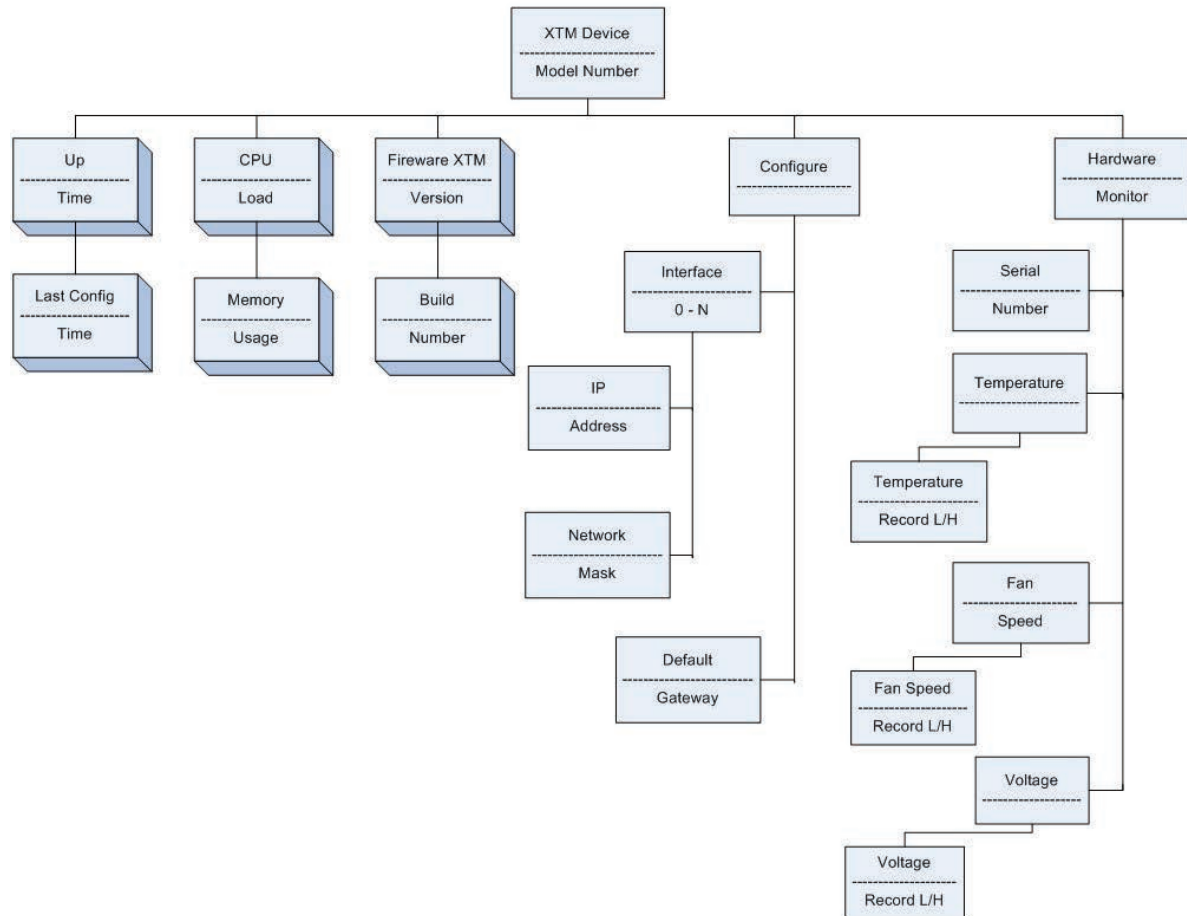 XTM Device
Model Number
Up
Time
CPU
Load
Fireware XTM
Version
Configure
Hardware
Monitor
Last Config
Time
Memory
Usage
Build
Number
Interface
0 - N
Serial
Number
IP
Address
Temperature
Temperature
Record L/H
Network
Mask
Fan
Speed
Default
Gateway
Fan Speed
Record L/H
Voltage
Voltage
Record L/H